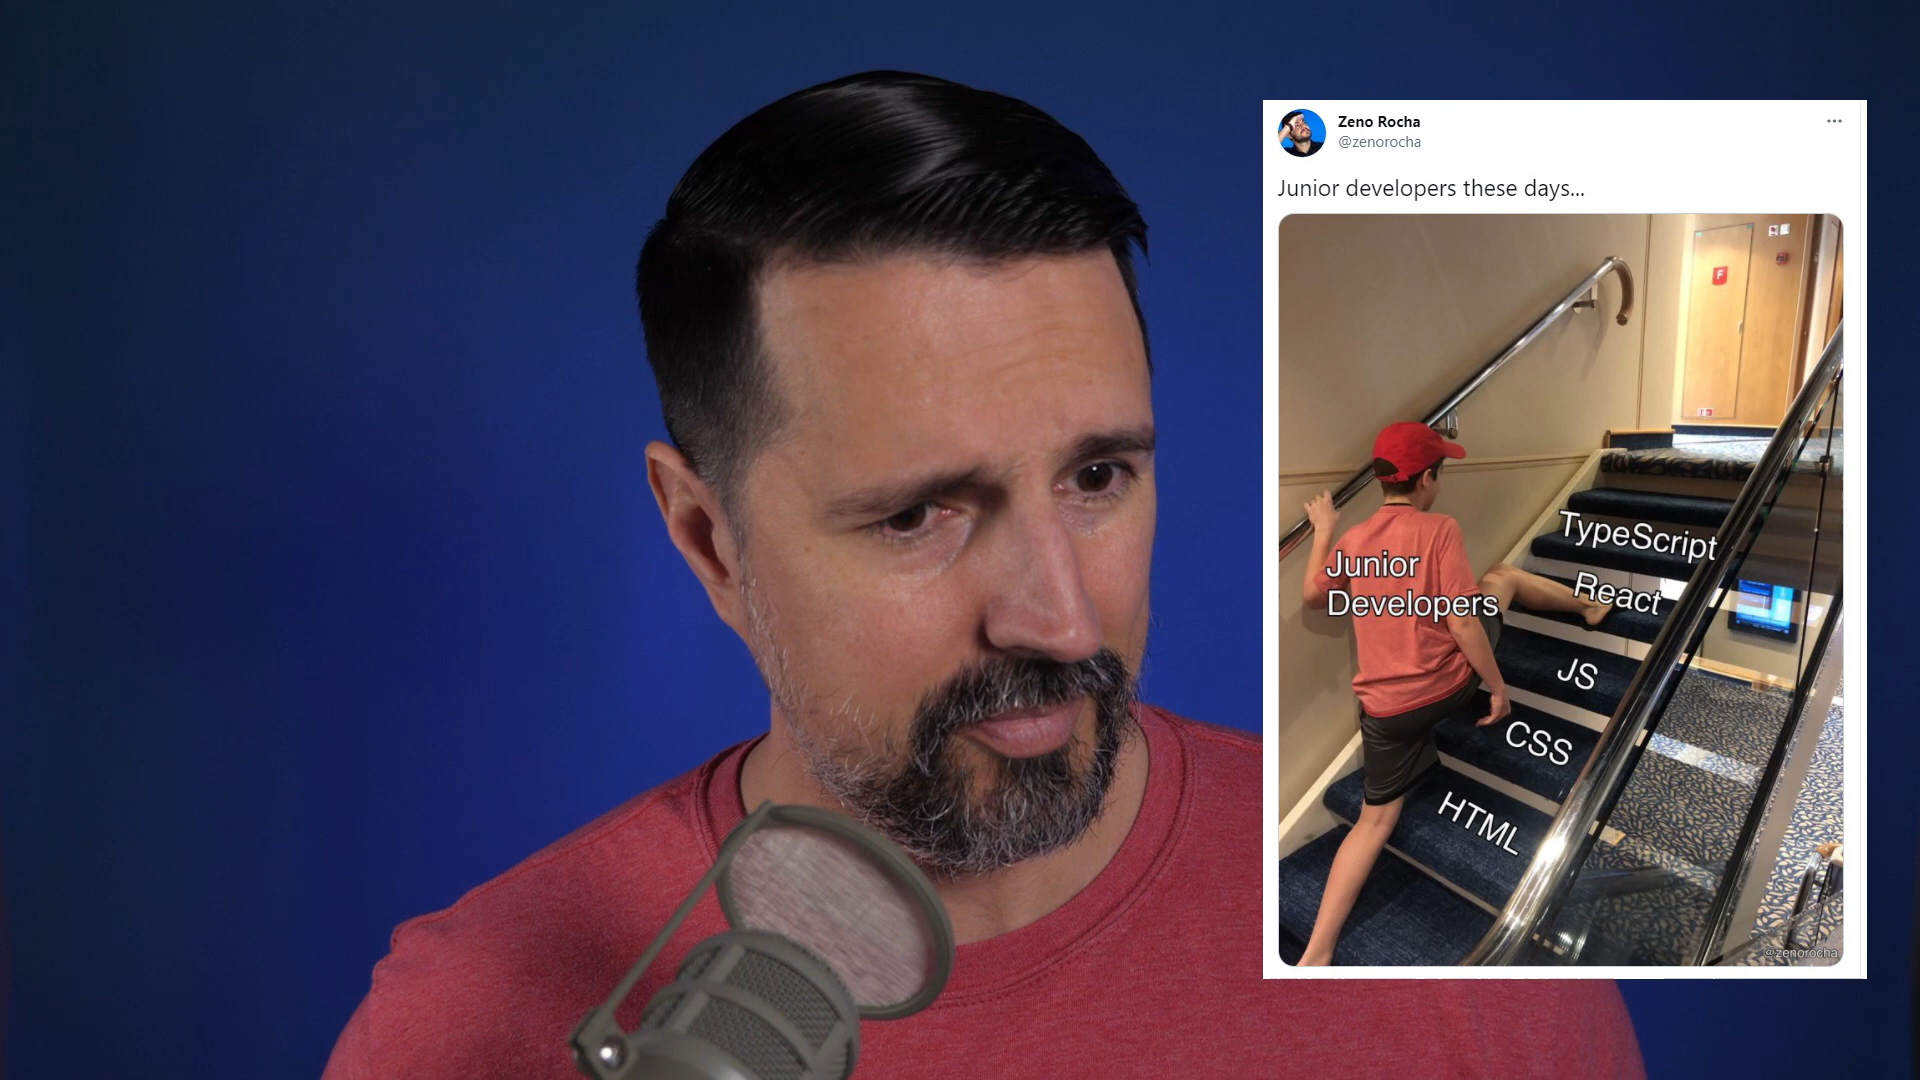 Zeno Rocha
@zenorocha
Junior developers these days...
F
TypeScript
React
Junior
Developers
JS
CSS
HTML
@zenorocha